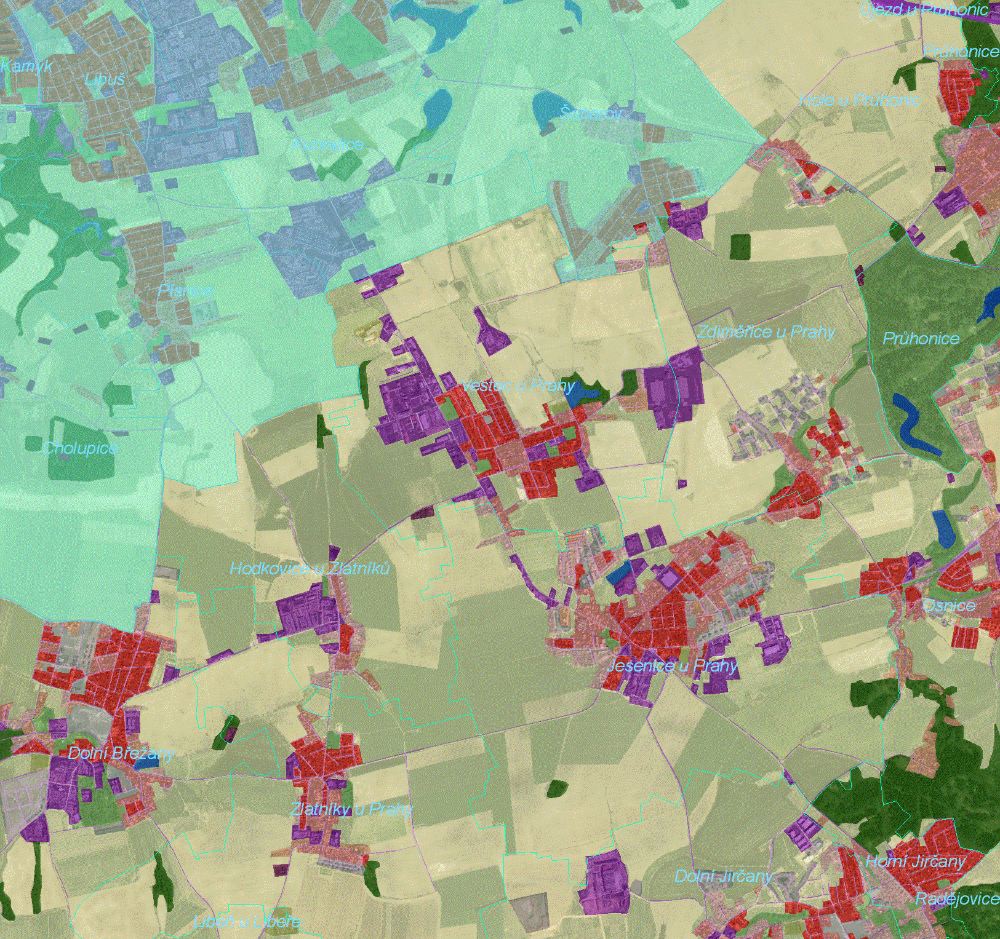 Újezd u Průhonic
Průhonice
Kamýk
Libuš
Hole u Průhonic
Šeberov
Písnice
Zdiměřice u Prahy
Průhonice
Vestec u Prahy
Cholupice
Hodkovice u Zlatníků
Osnice
Jesenice u Prahy
Dolní Břežany
Zlatníky u Prahy
Horní Jirčany
Dolní Jirčany
Radějovice
Libeň u Libeře